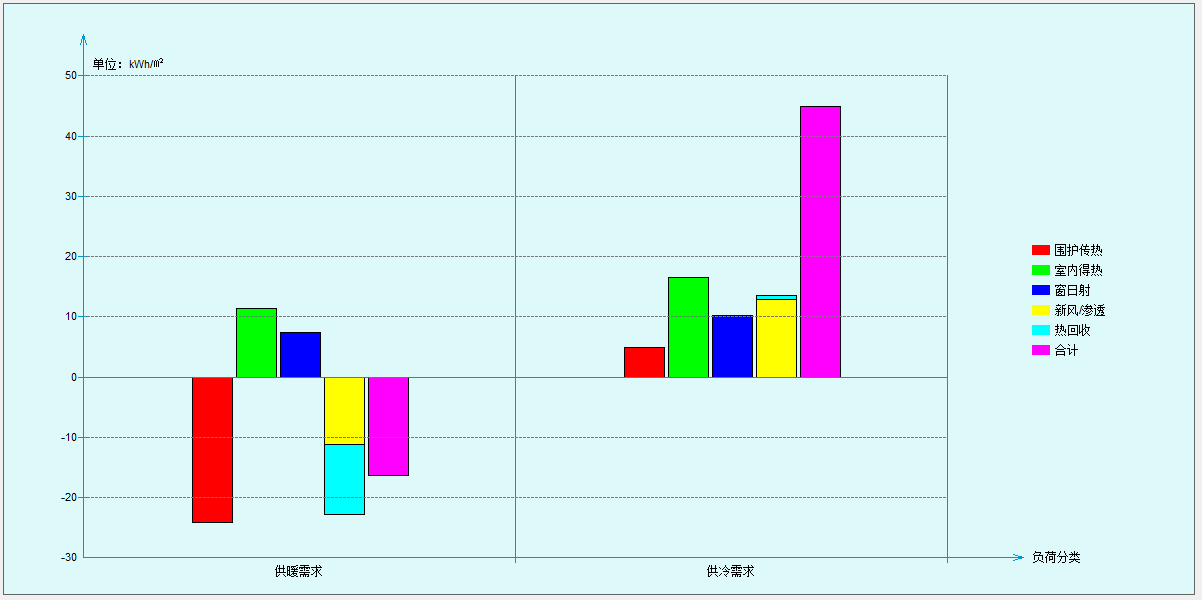 单位：kWh/㎡
50
40
30
20
10
0
-10
-20
-30
供暖需求
供冷需求
负荷分类
围护传热
室内得热
窗日射
新风/渗透
热回收
合计